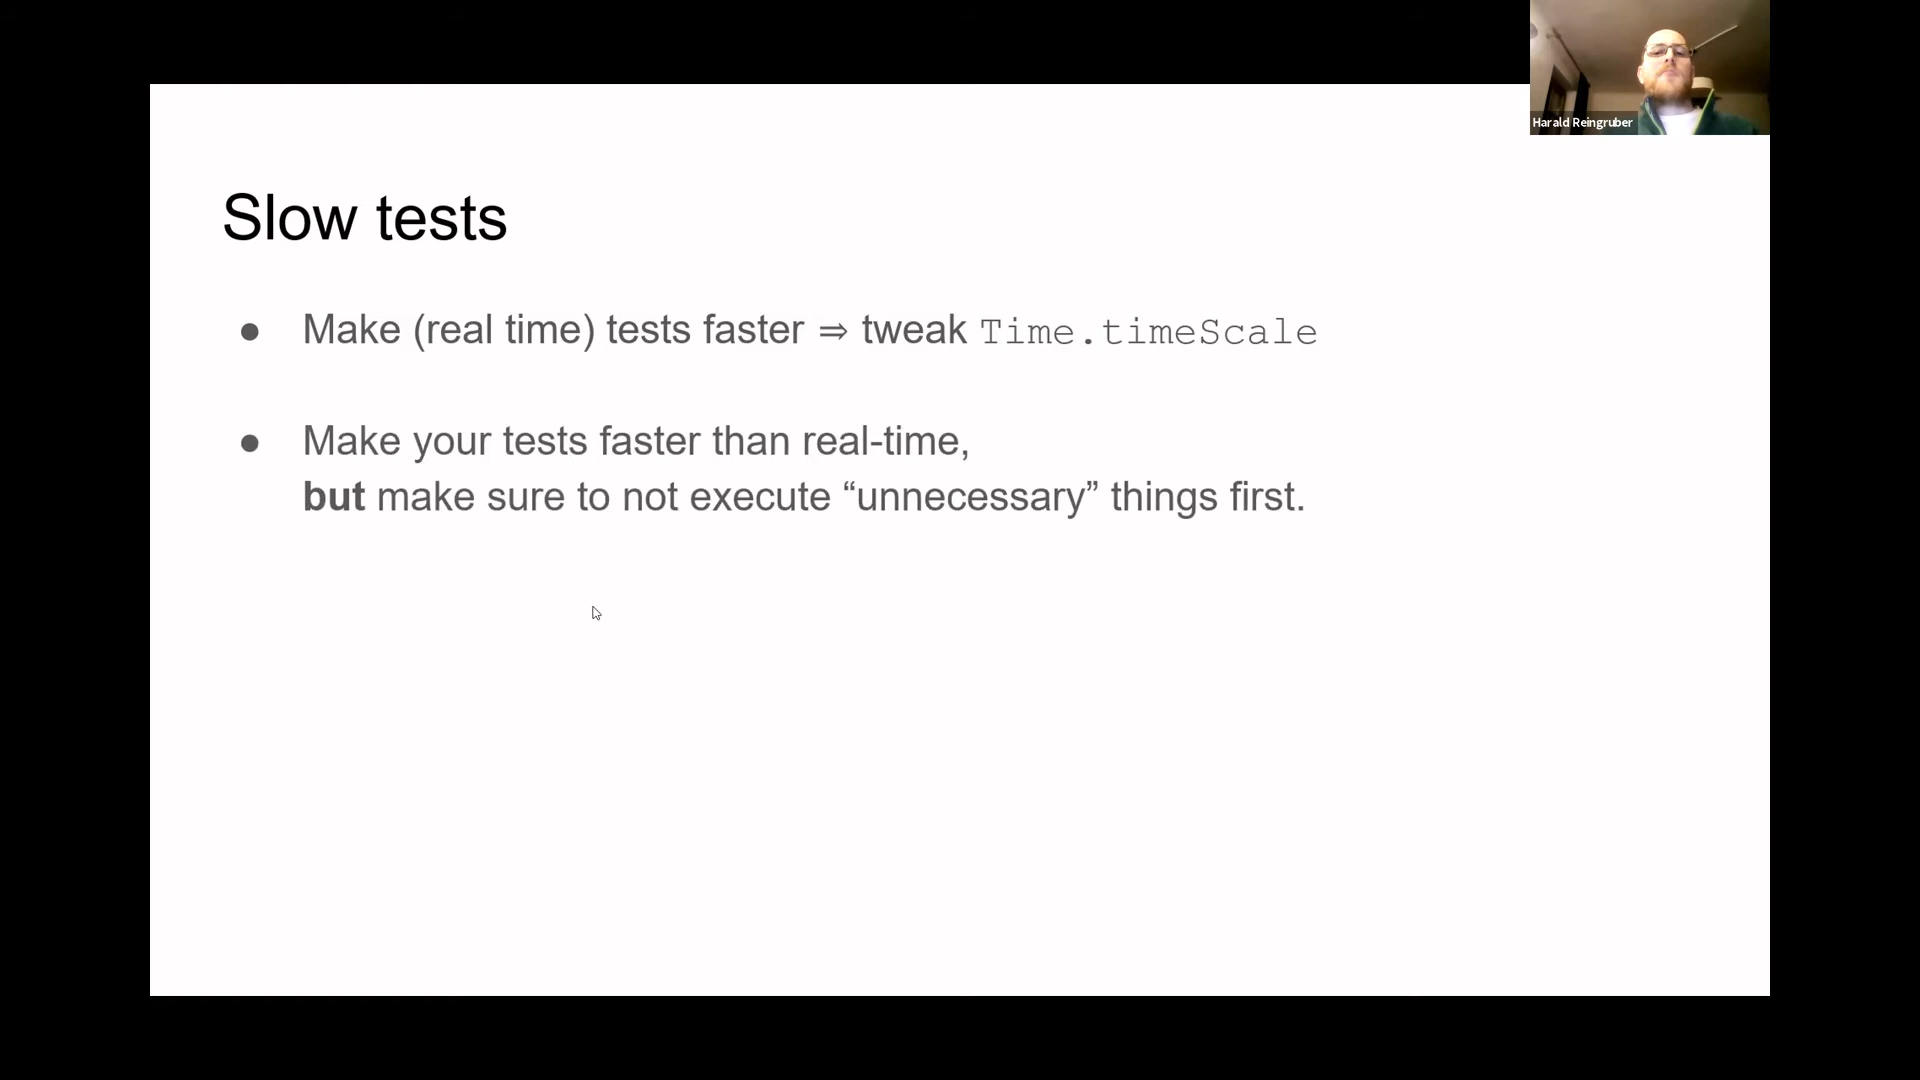 Harald Reingruber
Slow tests
● Make (real time) tests faster ⇒ tweak Time.timeScale
● Make your tests faster than real-time,
but make sure to not execute “unnecessary” things first.